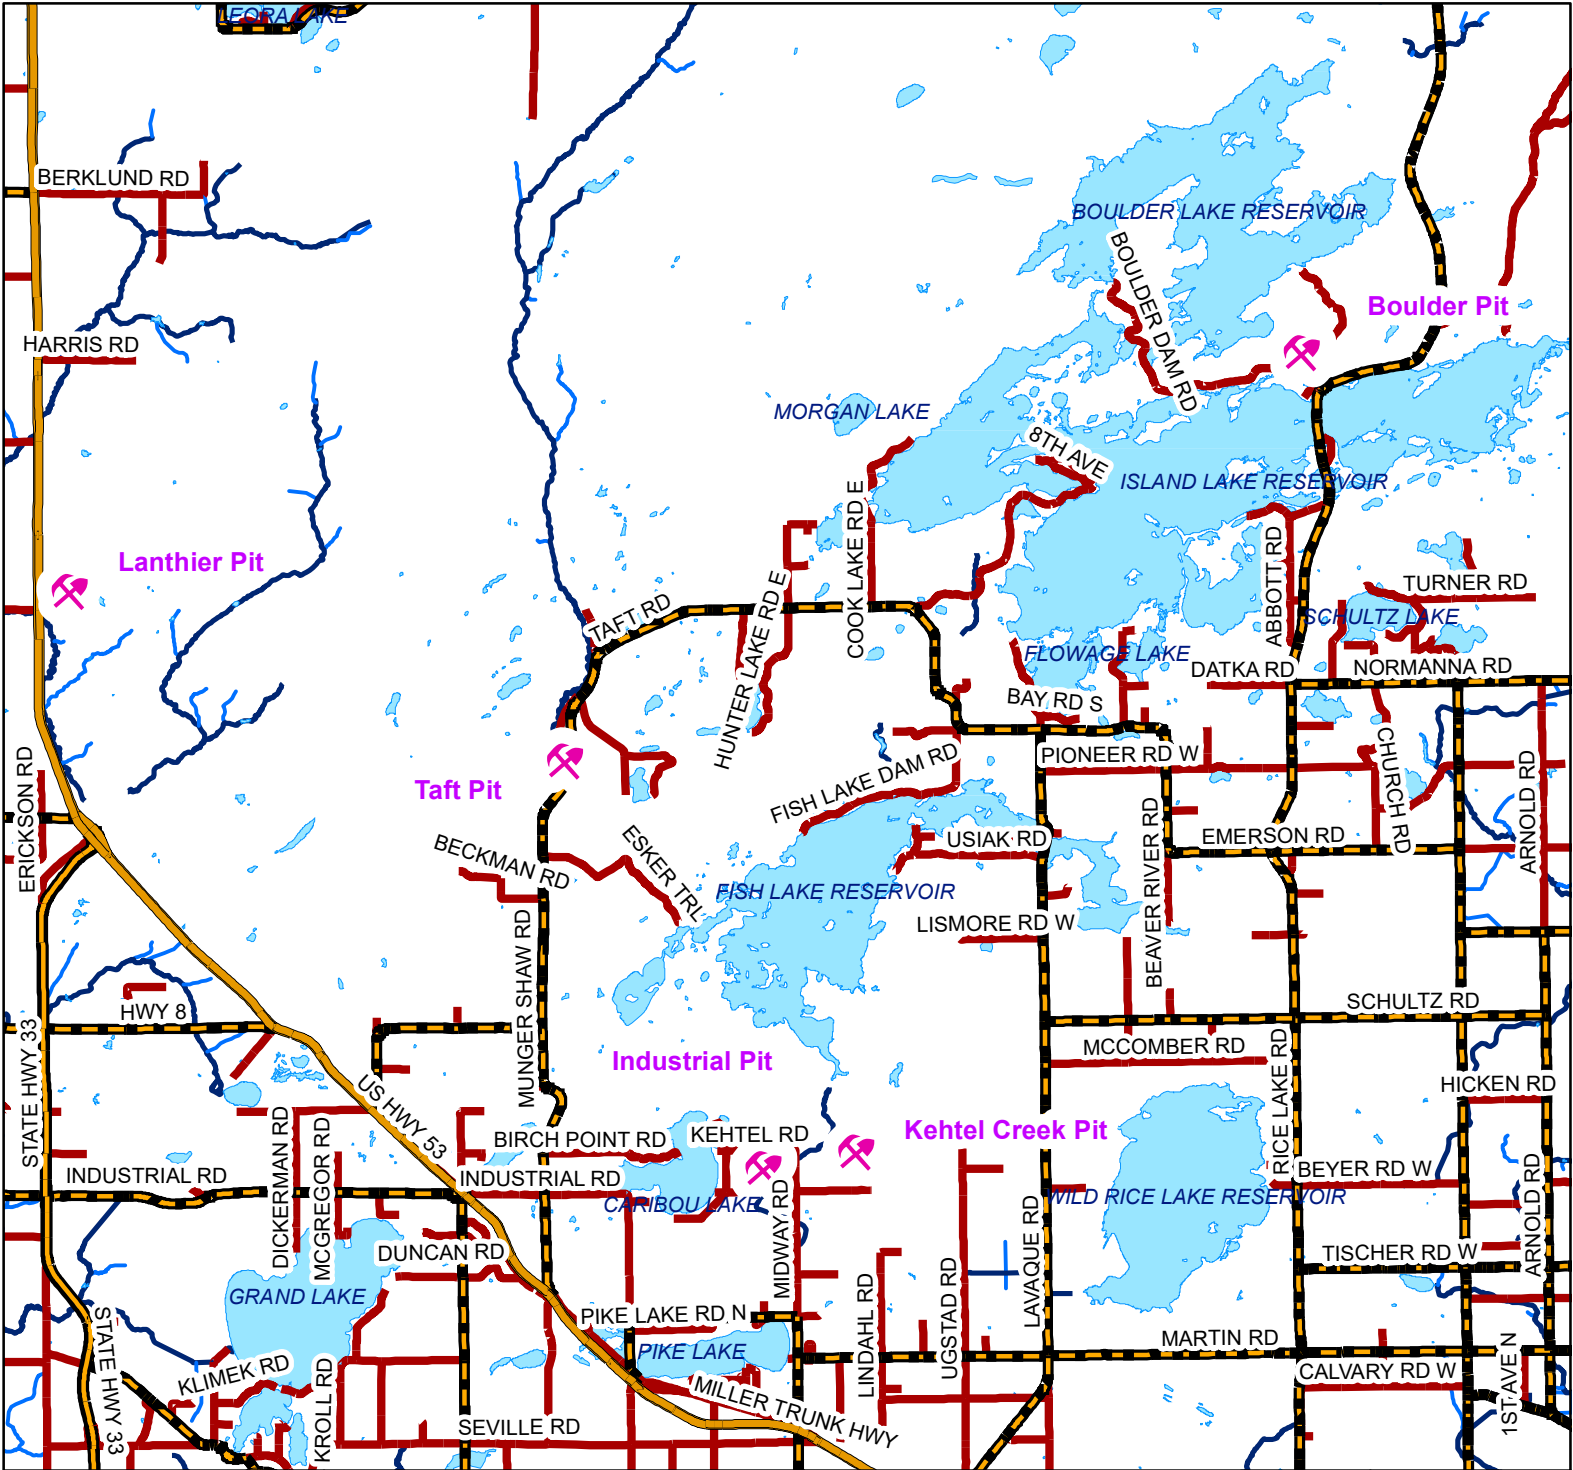 LEORA LAKE
BERKLUND RD
BOULDER LAKE RESERVOIR
BOULDER DAM RD
Boulder Pit
HARRIS RD
MORGAN LAKE
8TH AVE
ISLAND LAKE RESERVOIR
COOK LAKE RD E
Lanthier Pit
ABBOTT RD
TURNER RD
TAFT RD
HUNTER LAKE RD E
SCHULTZ LAKE
FLOWAGE LAKE
DATKA RD
NORMANNA RD
BAY RD S
PIONEER RD W
CHURCH RD
ARNOLD RD
ERICKSON RD
Taft Pit
FISH LAKE DAM RD
BEAVER RIVER RD
EMERSON RD
USIAK RD
BECKMAN RD
ESKER TRL
FISH LAKE RESERVOIR
LISMORE RD W
MUNGER SHAW RD
HWY 8
SCHULTZ RD
STATE HWY 33
MCCOMBER RD
RICE LAKE RD
Industrial Pit
HICKEN RD
US HWY 53
DICKERMAN RD
MCGREGOR RD
BIRCH POINT RD
KEHTEL RD
Kehtel Creek Pit
INDUSTRIAL RD
INDUSTRIAL RD
BEYER RD W
CARIBOU LAKE
WILD RICE LAKE RESERVOIR
MIDWAY RD
LAVAQUE RD
ARNOLD RD
DUNCAN RD
TISCHER RD W
GRAND LAKE
LINDAHL RD
UGSTAD RD
PIKE LAKE RD N
STATE HWY 33
PIKE LAKE
MARTIN RD
KLIMEK RD
KROLL RD
CALVARY RD W
1ST AVE N
MILLER TRUNK HWY
SEVILLE RD